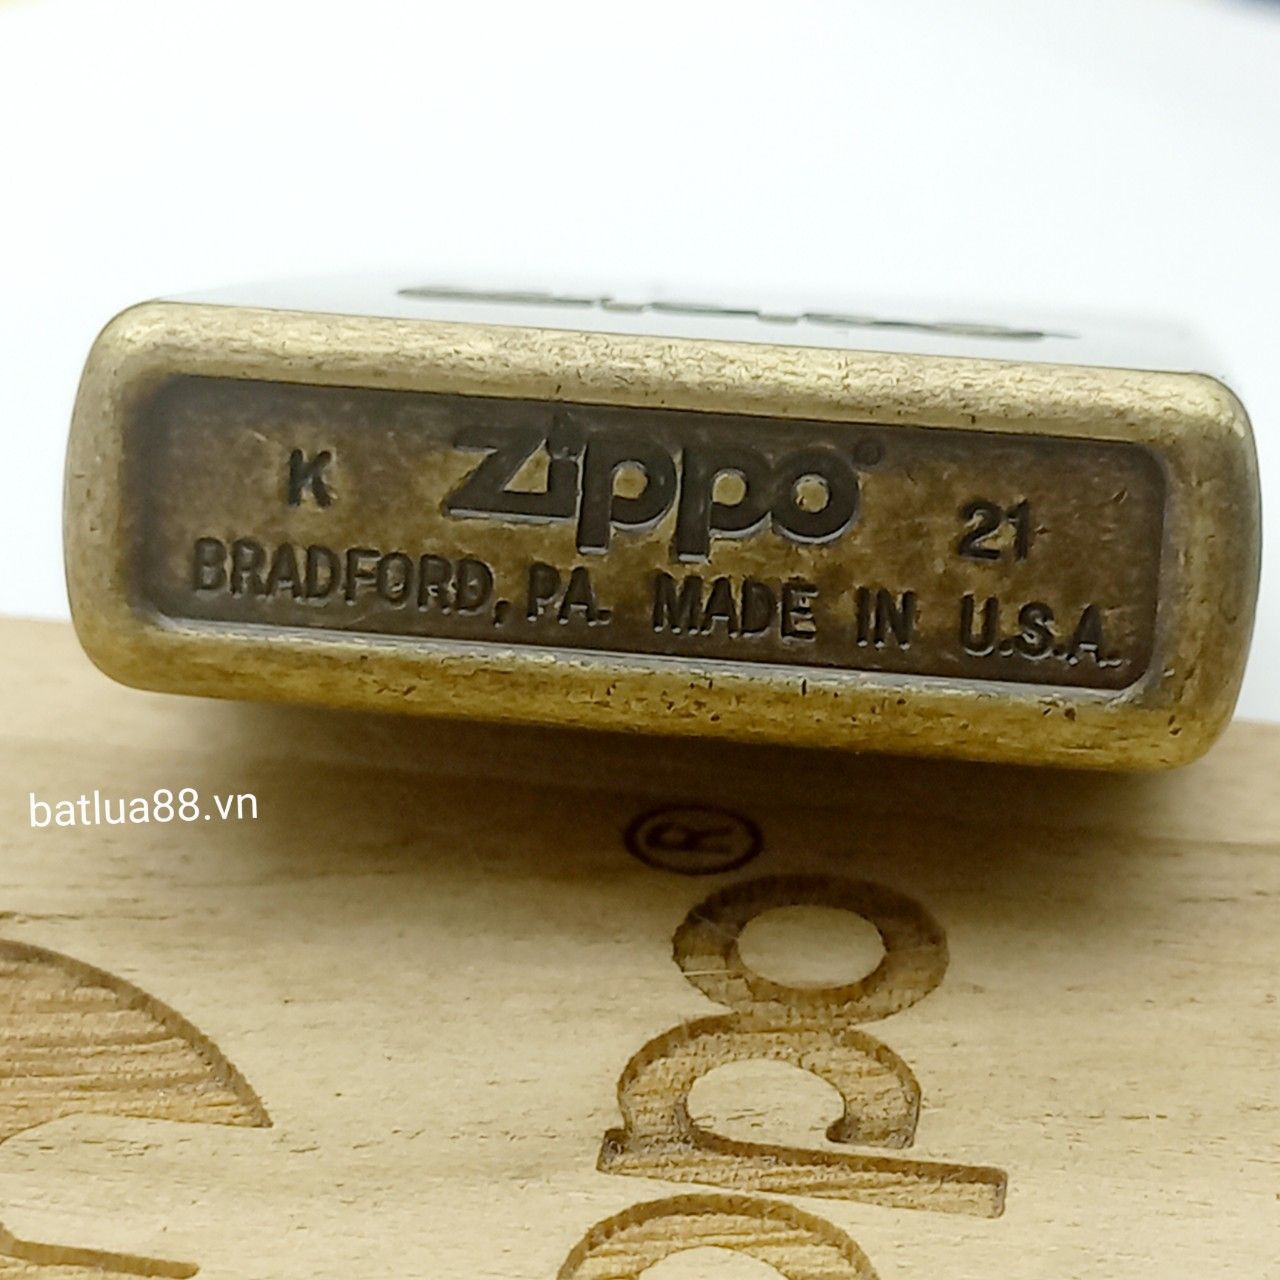 K Zippo® 21
BRADFORD, PA. MADE IN U.S.A.
batlua88.vn
®